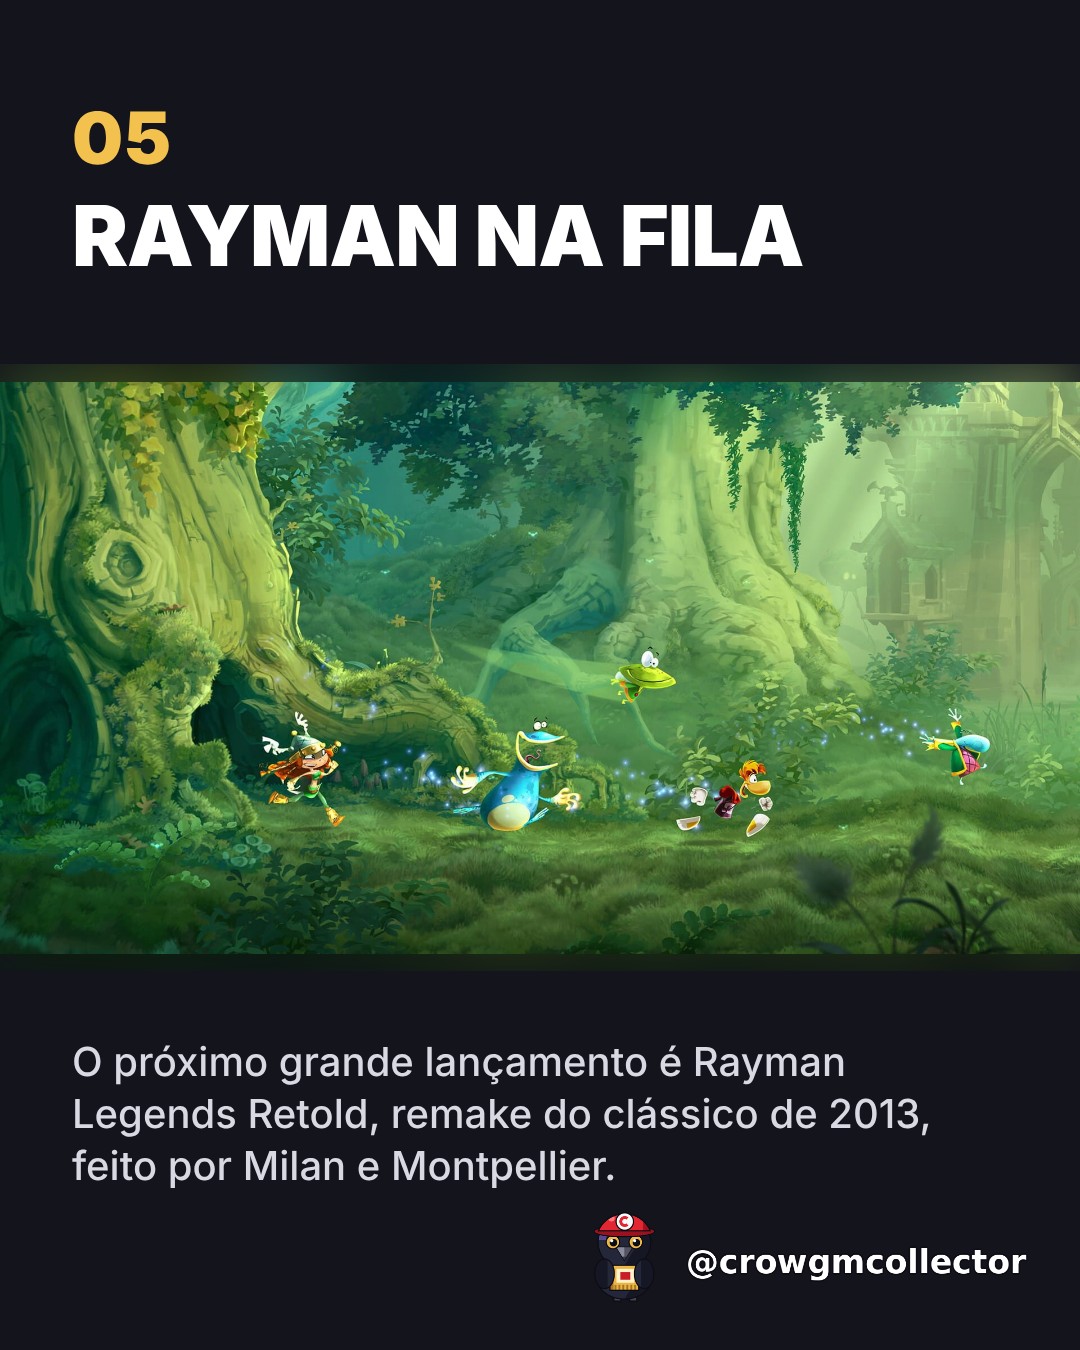 05
RAYMAN NA FILA
O próximo grande lançamento é Rayman
Legends Retold, remake do clássico de 2013,
feito por Milan e Montpellier.
C
@crowgmcollector